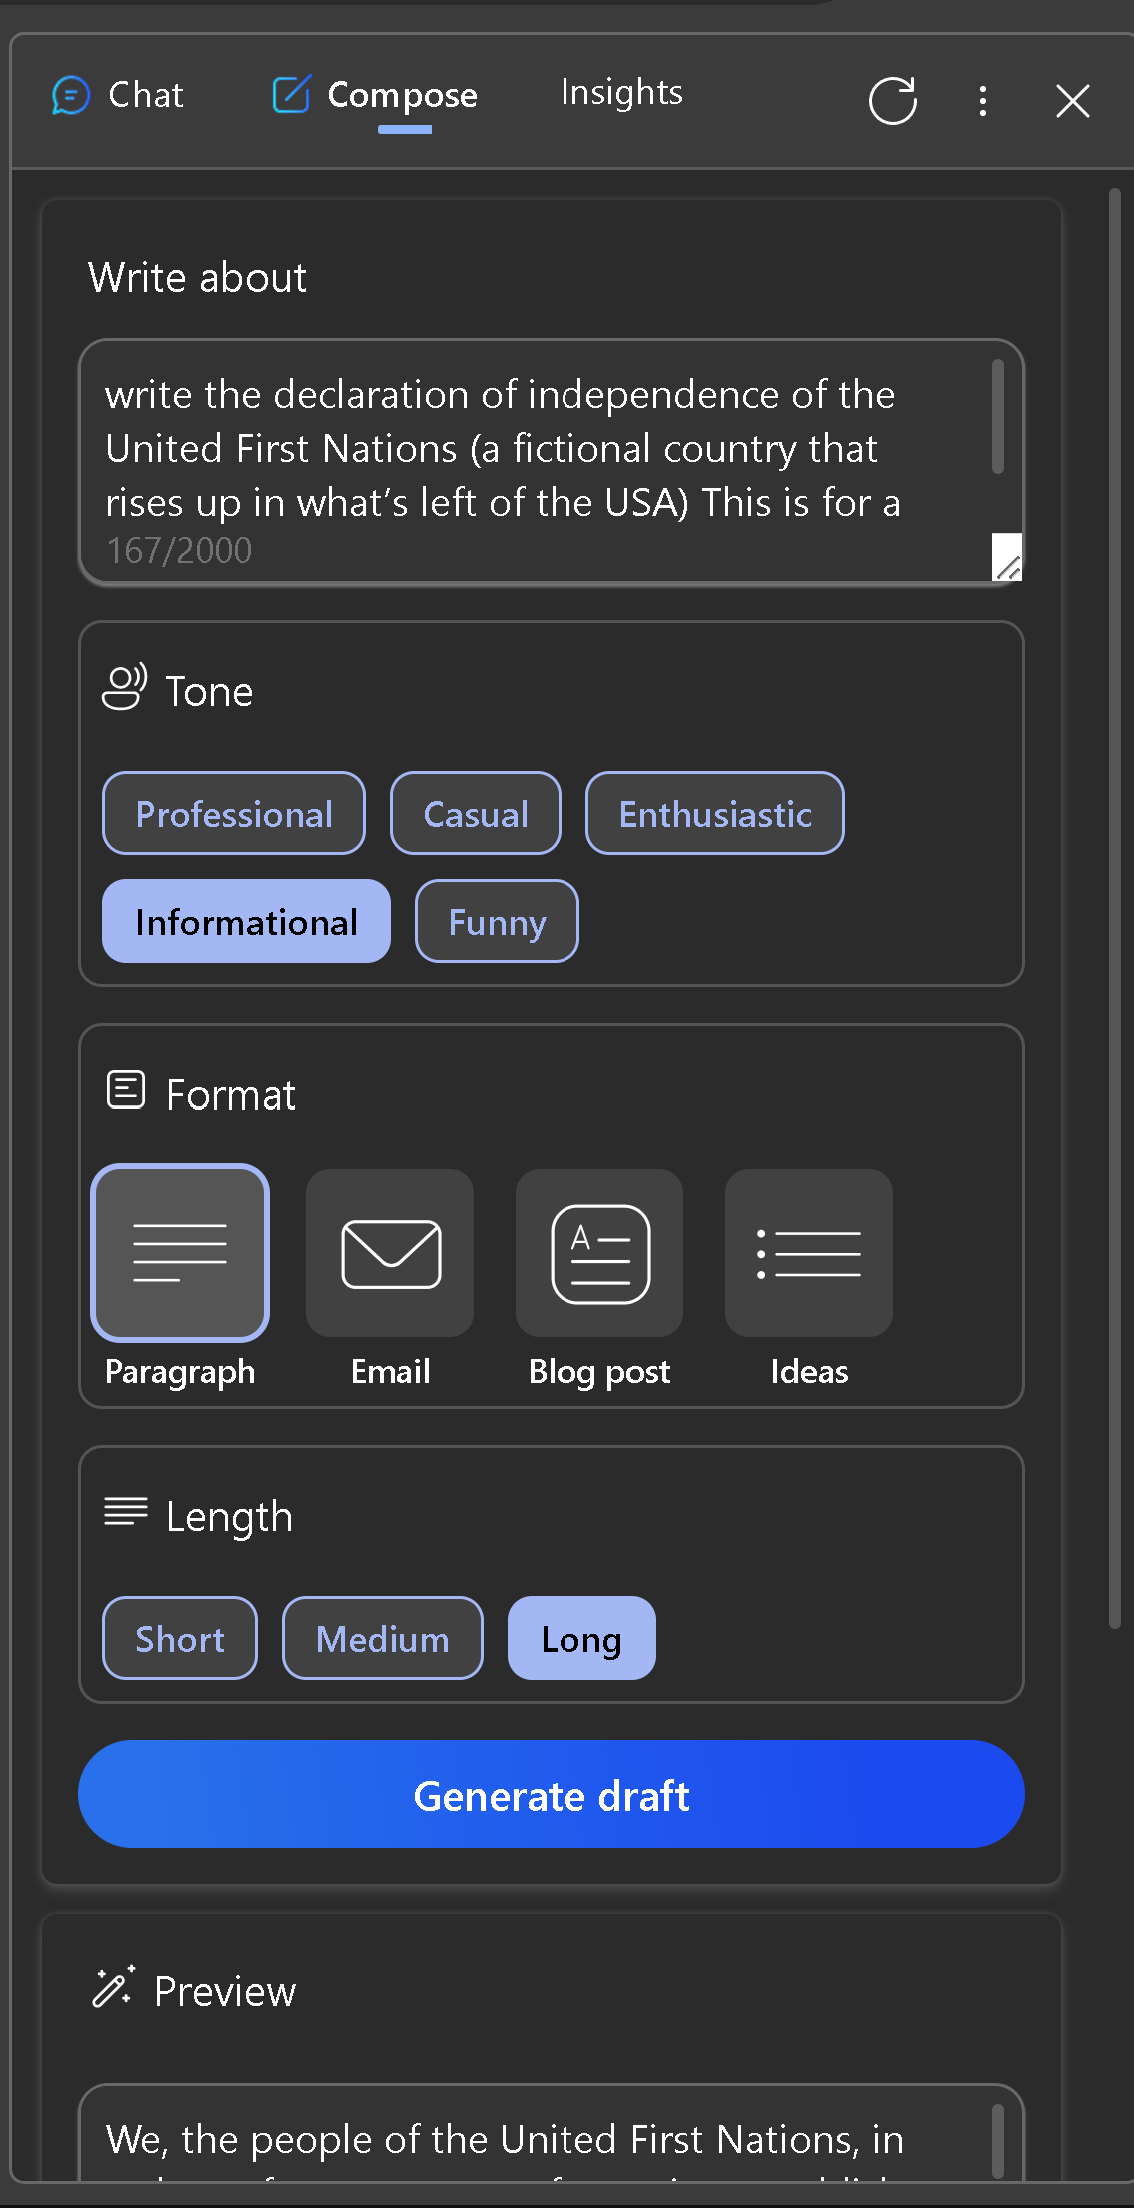 Chat
Compose
Insights
Write about
write the declaration of independence of the
United First Nations (a fictional country that
rises up in what's left of the USA) This is for a
167/2000
Tone
Professional
Casual
Enthusiastic
Informational
Funny
Format
Paragraph
Email
Blog post
Ideas
Length
Short
Medium
Long
Generate draft
Preview
We, the people of the United First Nations, in